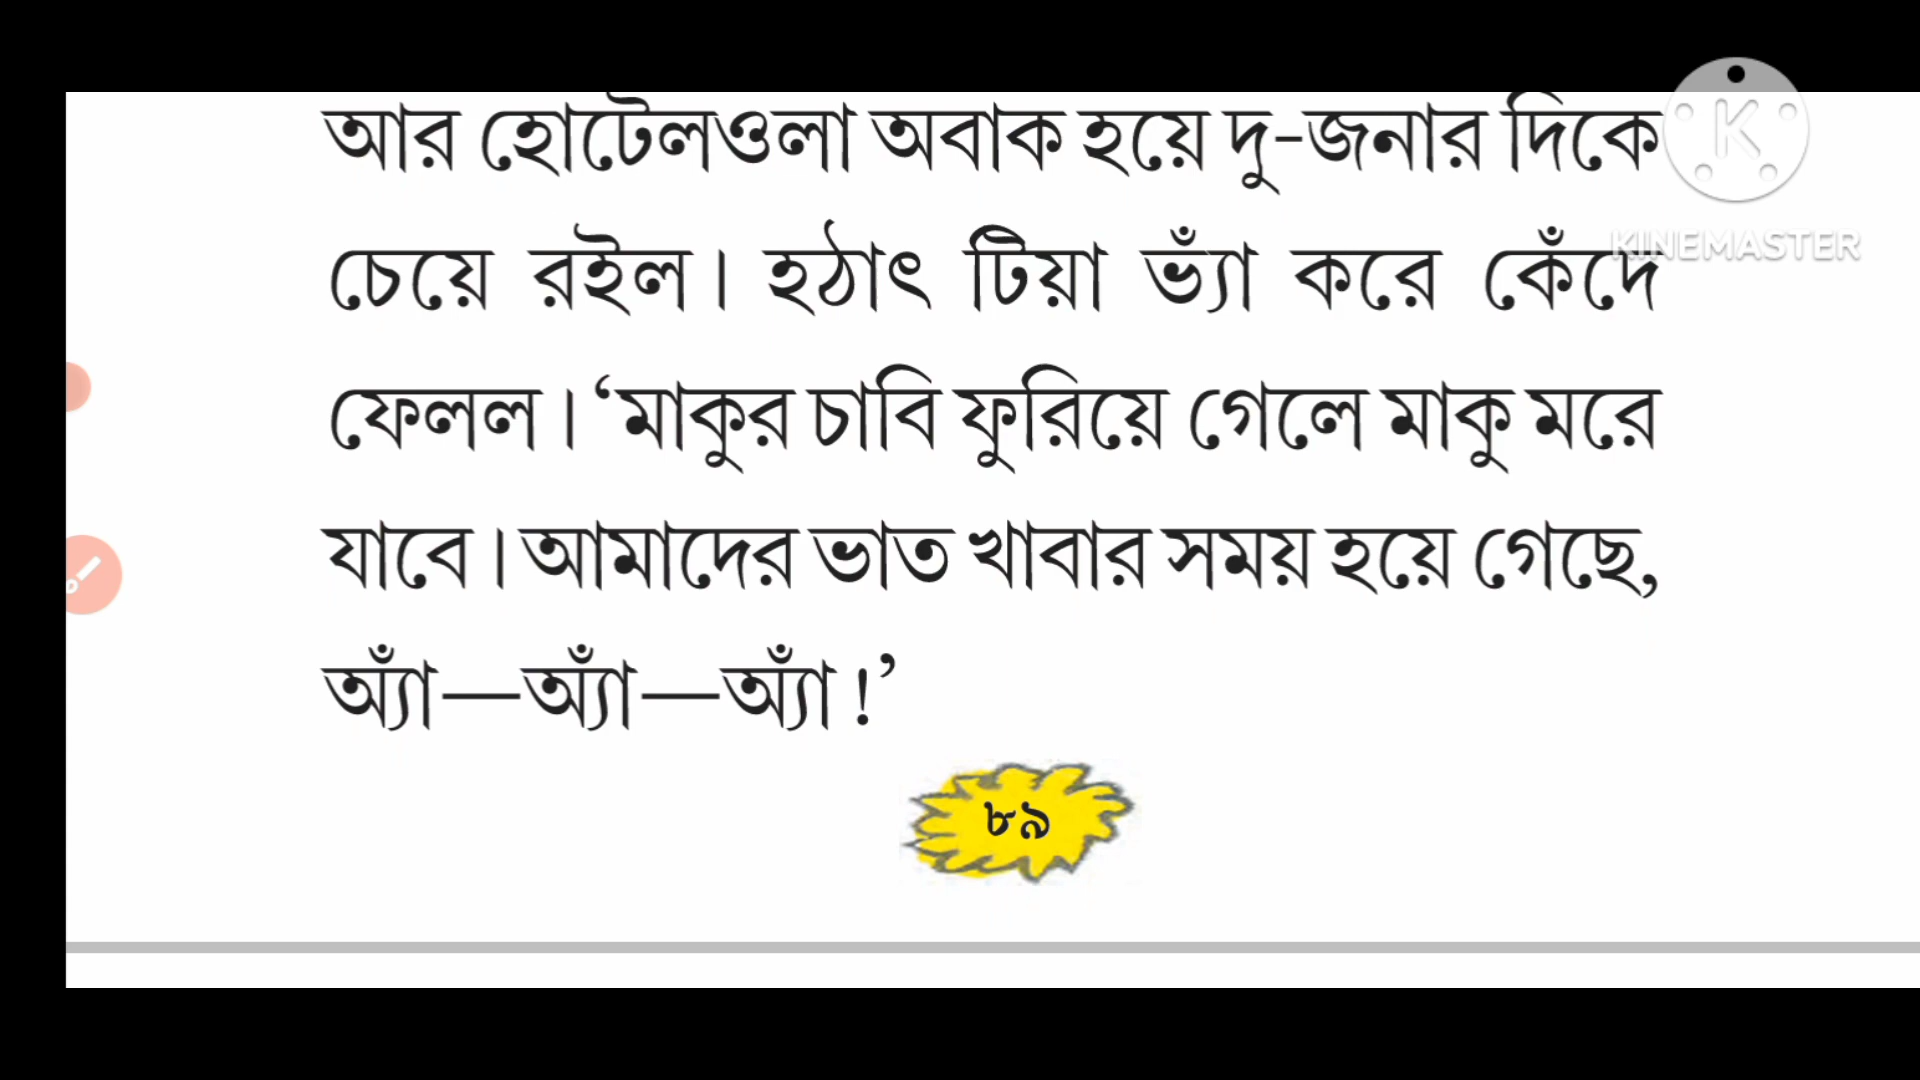 আর হোটেলওলা অবাক হয়ে দু-জনার দিকে
চেয়ে রইল। হঠাৎ টিয়া ভ্যাঁ করে কেঁদে
ফেলল। ‘মাকুর চাবি ফুরিয়ে গেলে মাকু মরে
যাবে। আমাদের ভাত খাবার সময় হয়ে গেছে,
অ্যাঁ—অ্যাঁ—অ্যাঁ!’
৮৯
K
KINEMASTER